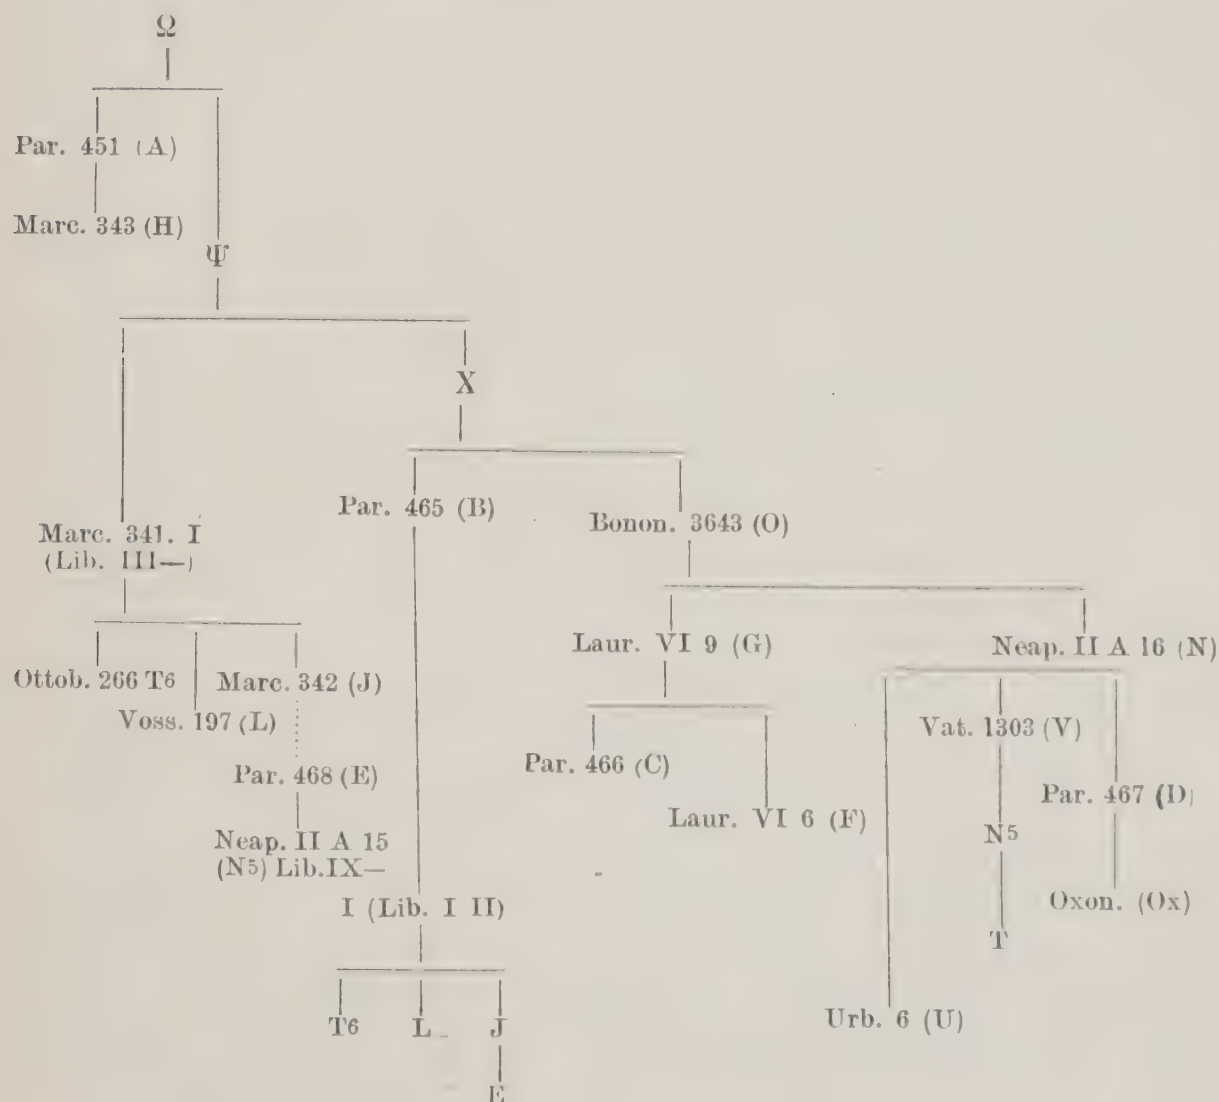 Ω
Par. 451 (A)
Marc. 343 (H)
Ψ
X
Par. 465 (B)
Bonon. 3643 (O)
Marc. 341. I
(Lib. III—)
Laur. VI 9 (G)
Neap. II A 16 (N)
Ottob. 266 T6
Marc. 342 (J)
Voss. 197 (L)
Vat. 1303 (V)
Par. 466 (C)
Par. 468 (E)
Par. 467 (D)
Laur. VI 6 (F)
Neap. II A 15
(N5) Lib.IX—
N5
I (Lib. I II)
Oxon. (Ox)
T
T6 L J
Urb. 6 (U)
E